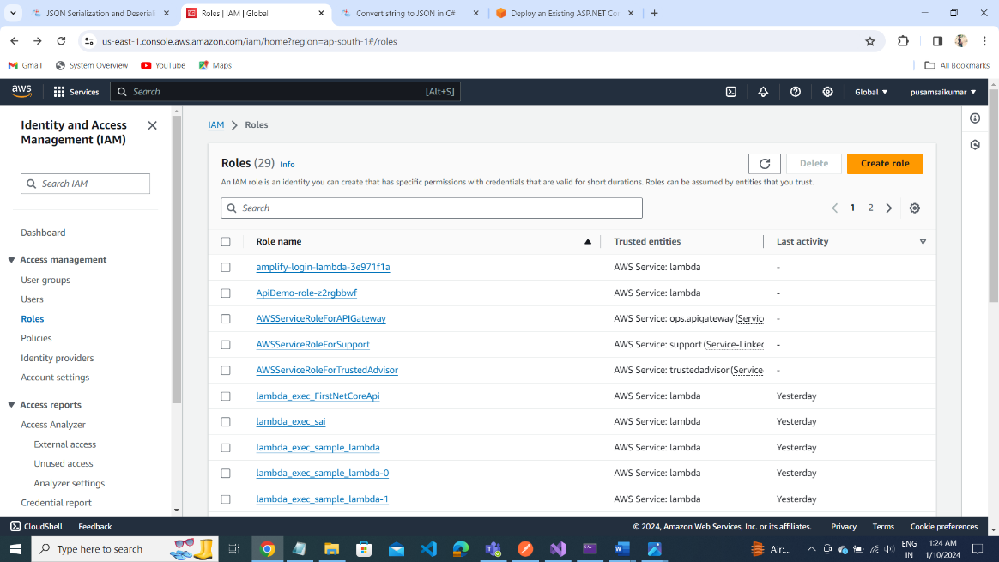 JSON Serialization and Deserializ
Roles | IAM | Global
Convert string to JSON in C#
Deploy an Existing ASP.NET Cor
us-east-1.console.aws.amazon.com/iam/home?region=ap-south-1#/roles
Gmail
System Overview
YouTube
Maps
All Bookmarks
aws
Services
Search
[Alt+S]
Global
pusamsaikumar
Identity and Access
Management (IAM)
Search IAM
Dashboard
Access management
User groups
Users
Roles
Policies
Identity providers
Account settings
Access reports
Access Analyzer
External access
Unused access
Analyzer settings
Credential report
IAM
Roles
Roles (29) Info
Delete
Create role
An IAM role is an identity you can create that has specific permissions with credentials that are valid for short durations. Roles can be assumed by entities that you trust.
Search
1 2
Role name Trusted entities Last activity
amplify-login-lambda-3e971f1a AWS Service: lambda -
ApiDemo-role-z2rgbbwf AWS Service: lambda -
AWSServiceRoleForAPIGateway AWS Service: ops.apigateway (Service -
AWSServiceRoleForSupport AWS Service: support (Service-Linked -
AWSServiceRoleForTrustedAdvisor AWS Service: trustedadvisor (Service- -
lambda_exec_FirstNetCoreApi AWS Service: lambda Yesterday
lambda_exec_sai AWS Service: lambda Yesterday
lambda_exec_sample_lambda AWS Service: lambda Yesterday
lambda_exec_sample_lambda-0 AWS Service: lambda Yesterday
lambda_exec_sample_lambda-1 AWS Service: lambda Yesterday
CloudShell
Feedback
© 2024, Amazon Web Services, Inc. or its affiliates.
Privacy
Terms
Cookie preferences
Type here to search
Air:...
ENG
IN
1:24 AM
1/10/2024